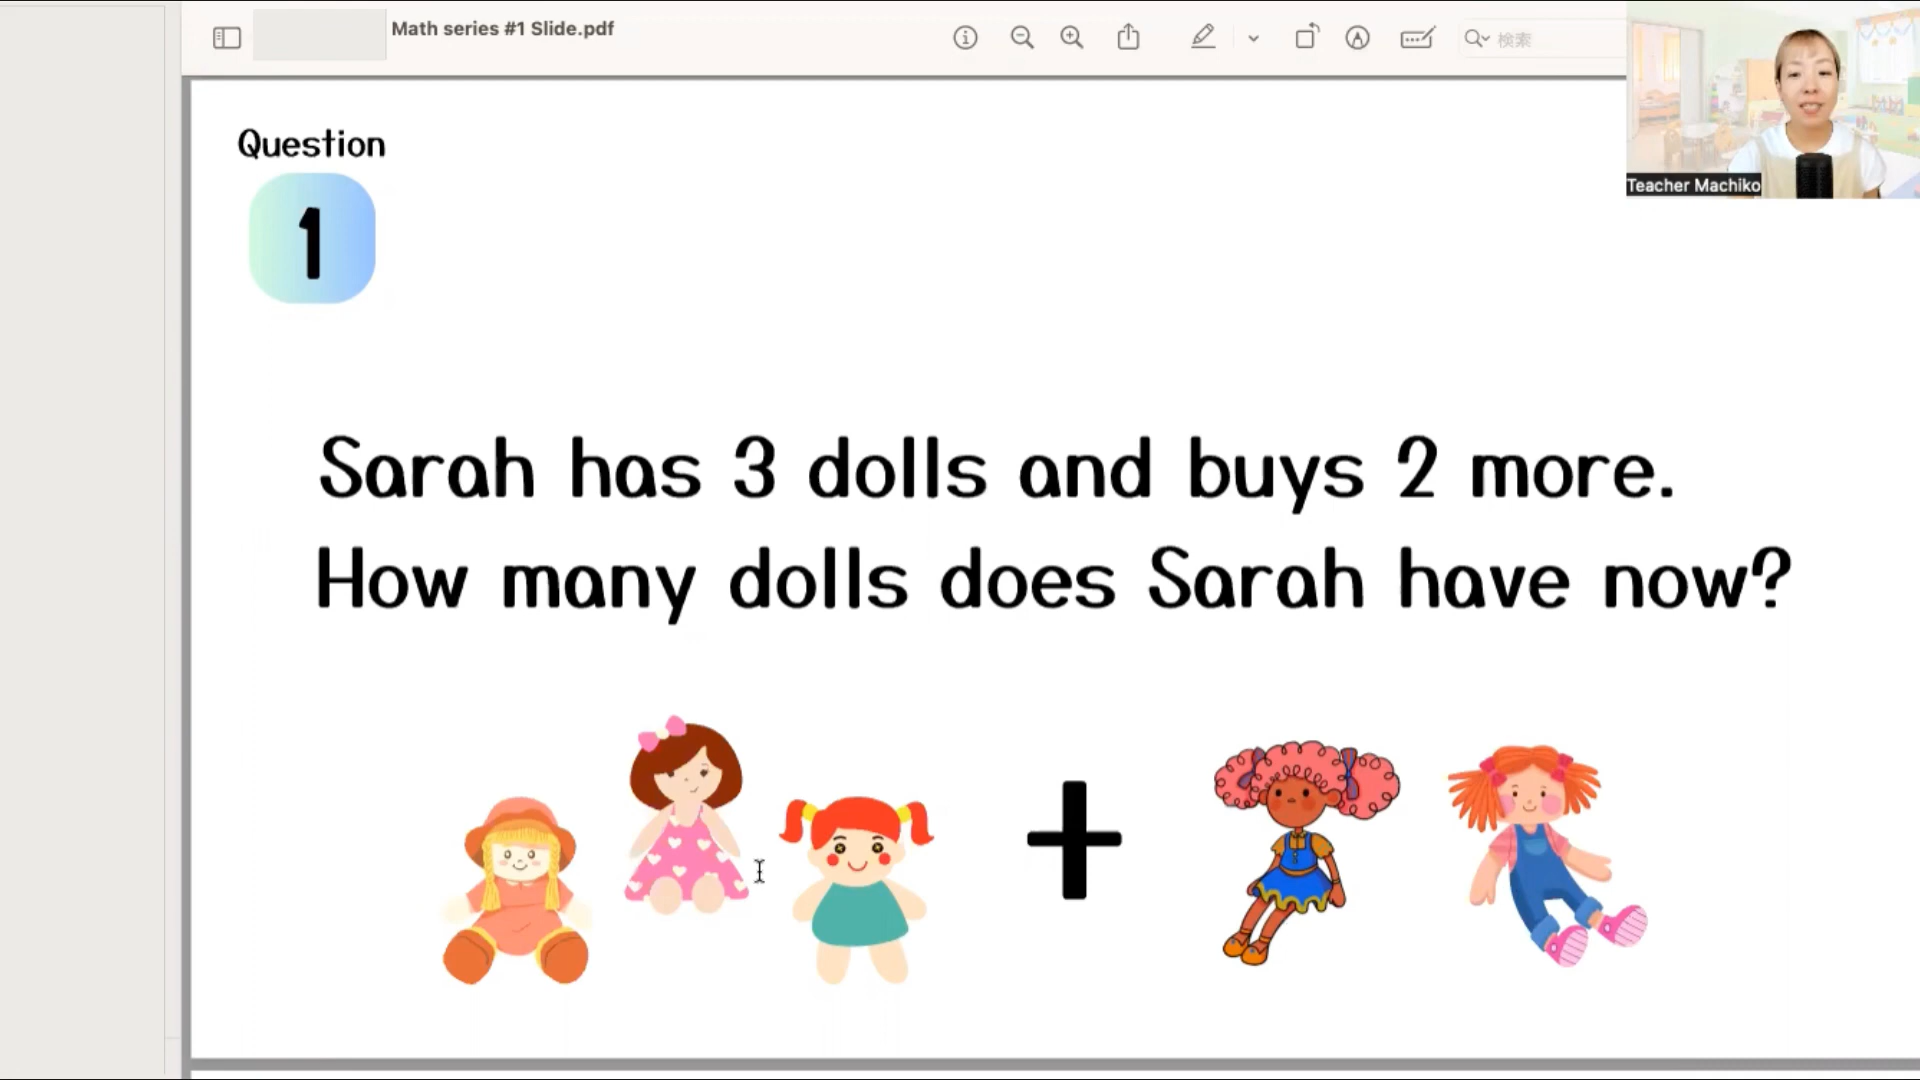 Math series #1 Slide.pdf
検索
Teacher Machiko
Question
1
Sarah has 3 dolls and buys 2 more.
How many dolls does Sarah have now?
+